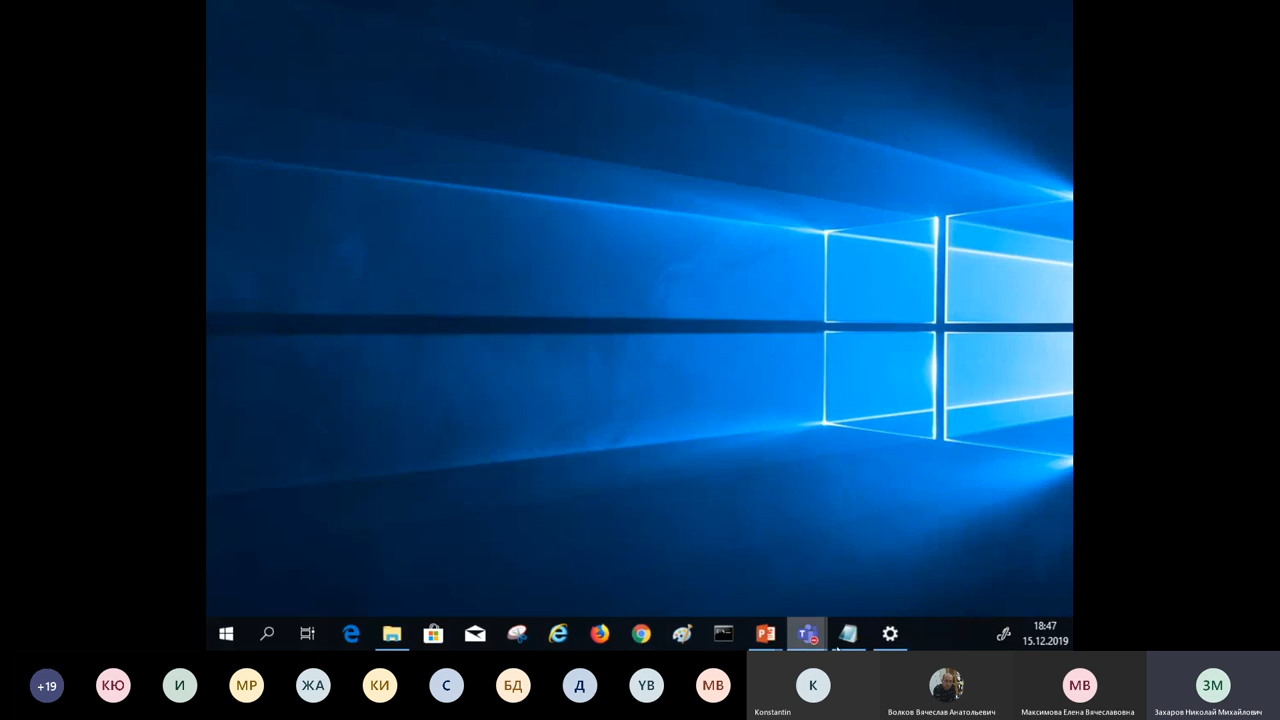 18:47
15.12.2019
+19
КЮ
И
МР
ЖА
КИ
С
БД
Д
YB
МВ
К
Konstantin
Волков Вячеслав Анатольевич
МВ
Максимова Елена Вячеславовна
ЗМ
Захаров Николай Михайлович